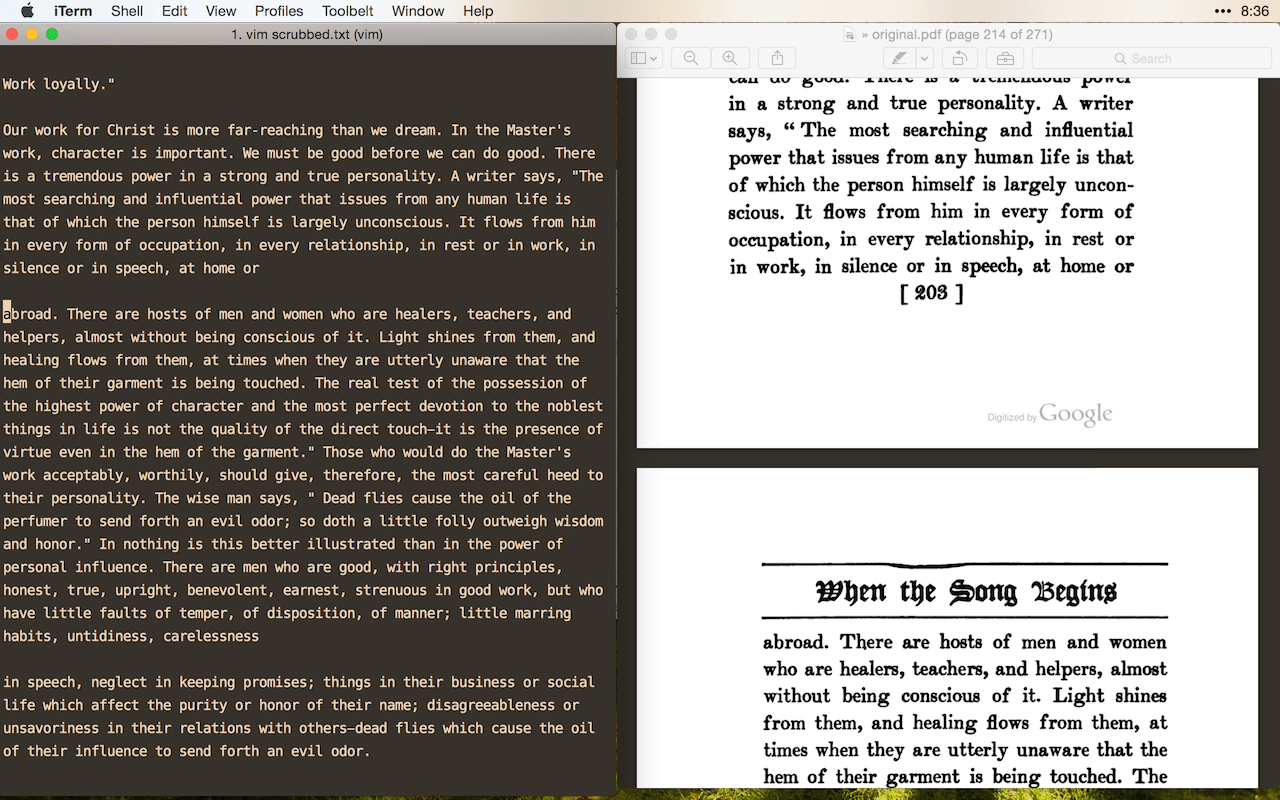 iTerm Shell Edit View Profiles Toolbelt Window Help ••• 8:36
1. vim scrubbed.txt (vim)
Work loyally."
Our work for Christ is more far-reaching than we dream. In the Master's
work, character is important. We must be good before we can do good. There
is a tremendous power in a strong and true personality. A writer says, "The
most searching and influential power that issues from any human life is
that of which the person himself is largely unconscious. It flows from him
in every form of occupation, in every relationship, in rest or in work, in
silence or in speech, at home or
abroad. There are hosts of men and women who are healers, teachers, and
helpers, almost without being conscious of it. Light shines from them, and
healing flows from them, at times when they are utterly unaware that the
hem of their garment is being touched. The real test of the possession of
the highest power of character and the most perfect devotion to the noblest
things in life is not the quality of the direct touch—it is the presence of
virtue even in the hem of the garment." Those who would do the Master's
work acceptably, worthily, should give, therefore, the most careful heed to
their personality. The wise man says, " Dead flies cause the oil of the
perfumer to send forth an evil odor; so doth a little folly outweigh wisdom
and honor." In nothing is this better illustrated than in the power of
personal influence. There are men who are good, with right principles,
honest, true, upright, benevolent, earnest, strenuous in good work, but who
have little faults of temper, of disposition, of manner; little marring
habits, untidiness, carelessness
in speech, neglect in keeping promises; things in their business or social
life which affect the purity or honor of their name; disagreeableness or
unsavoriness in their relations with others—dead flies which cause the oil
of their influence to send forth an evil odor.
» original.pdf (page 214 of 271)
Search
can do good. There is a tremendous power
in a strong and true personality. A writer
says, “ The most searching and influential
power that issues from any human life is that
of which the person himself is largely uncon-
scious. It flows from him in every form of
occupation, in every relationship, in rest or
in work, in silence or in speech, at home or
[ 203 ]
Digitized by Google
When the Song Begins
abroad. There are hosts of men and women
who are healers, teachers, and helpers, almost
without being conscious of it. Light shines
from them, and healing flows from them, at
times when they are utterly unaware that the
hem of their garment is being touched. The